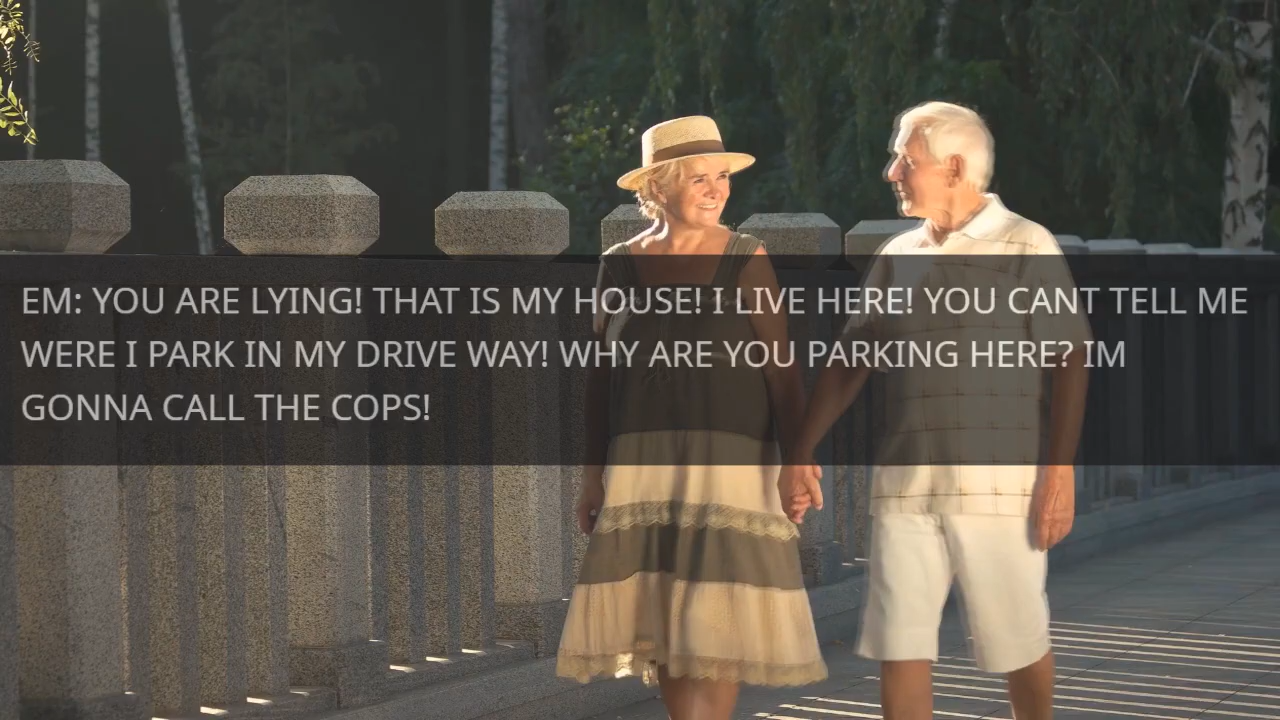 EM: YOU ARE LYING! THAT IS MY HOUSE! I LIVE HERE! YOU CANT TELL ME
WERE I PARK IN MY DRIVE WAY! WHY ARE YOU PARKING HERE? IM
GONNA CALL THE COPS!